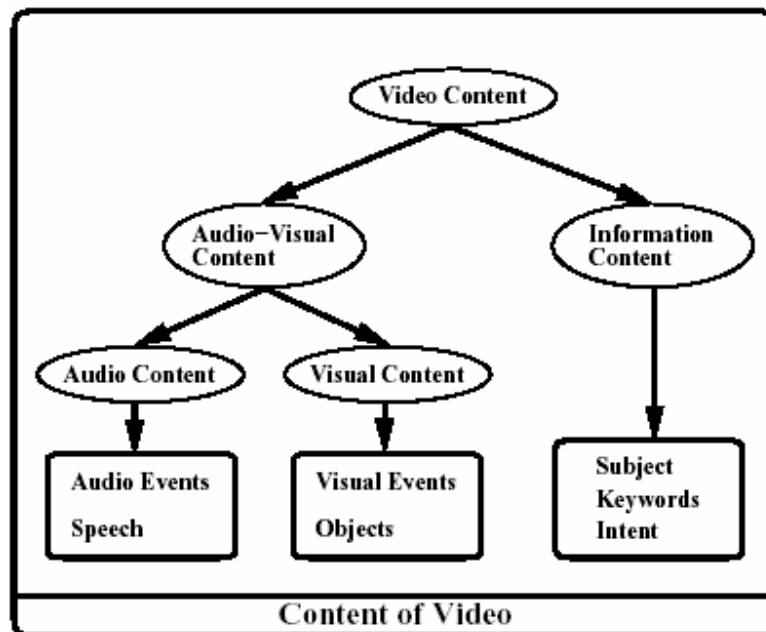 Video Content
Audio-Visual
Content
Information
Content
Audio Content
Visual Content
Audio Events
Speech
Visual Events
Objects
Subject
Keywords
Intent
Content of Video